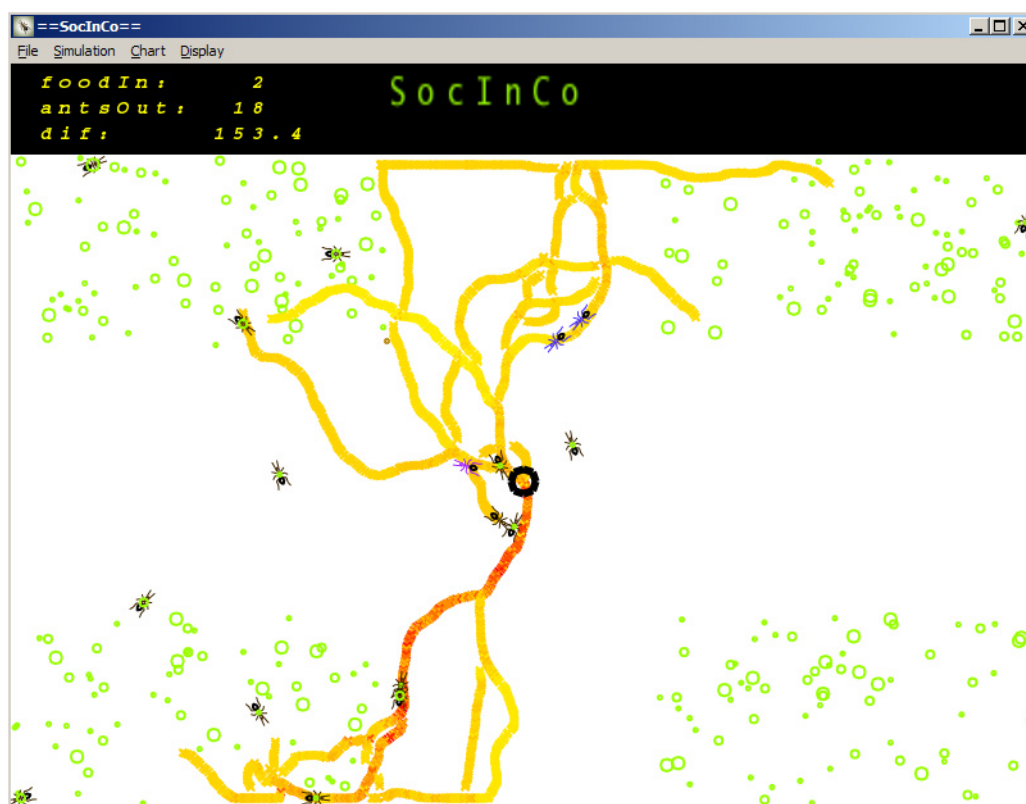 ==SocInCo==
File Simulation Chart Display
foodIn: 2
SocInCo
antsOut: 18
dif: 153.4